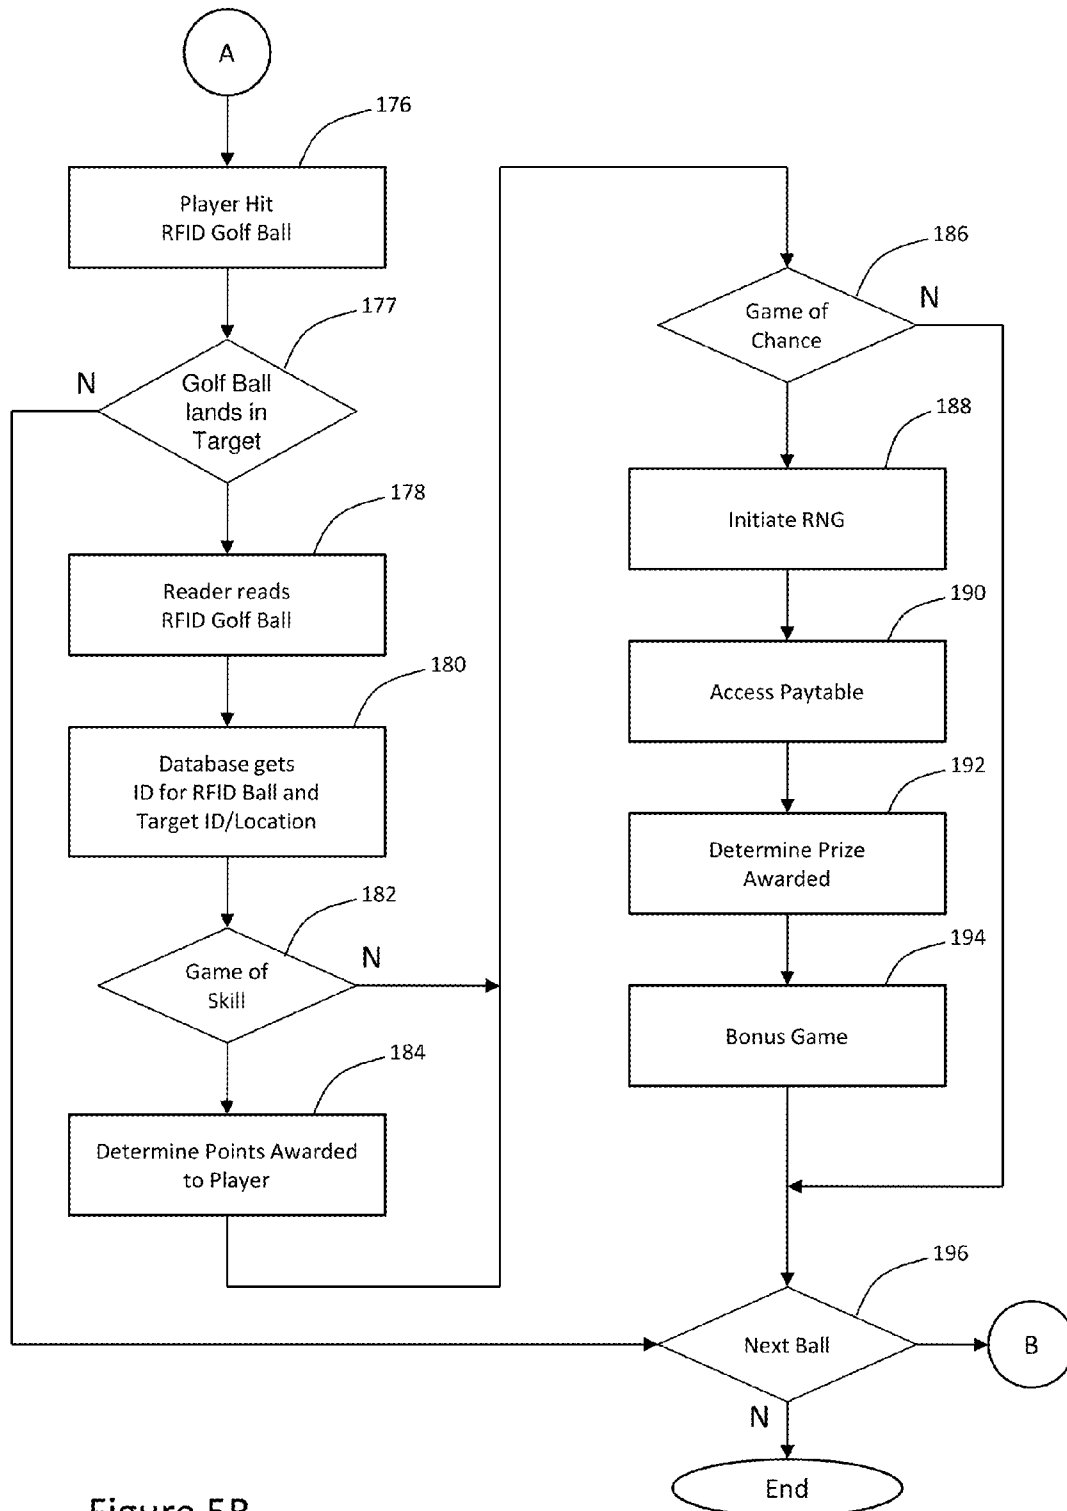 A
176
Player Hit
RFID Golf Ball
177
N
Golf Ball
lands in
Target
178
Reader reads
RFID Golf Ball
180
Database gets
ID for RFID Ball and
Target ID/Location
182
N
Game of
Skill
184
Determine Points Awarded
to Player
186
N
Game of
Chance
188
Initiate RNG
190
Access Paytable
192
Determine Prize
Awarded
194
Bonus Game
196
Next Ball
B
N
End
Figure 5B